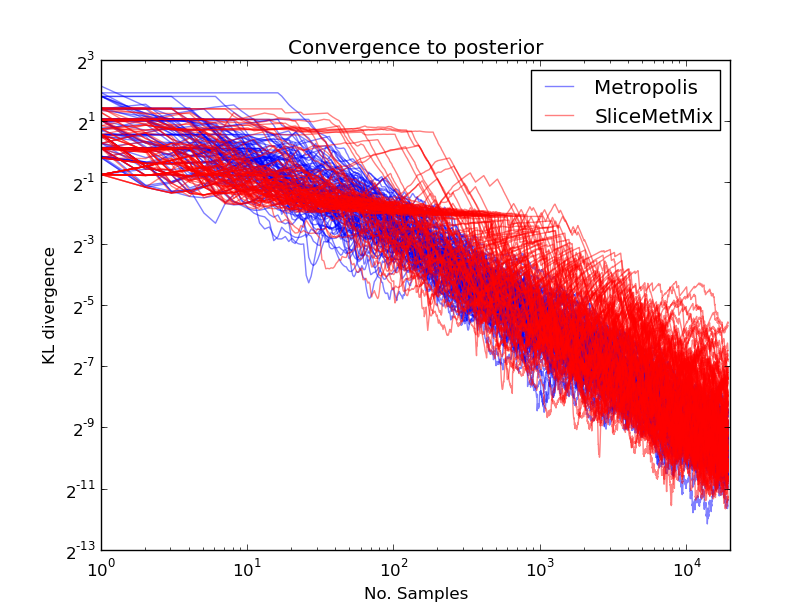 Convergence to posterior
Metropolis
SliceMetMix
KL divergence
2^3
2^1
2^-1
2^-3
2^-5
2^-7
2^-9
2^-11
2^-13
10^0
10^1
10^2
10^3
10^4
No. Samples